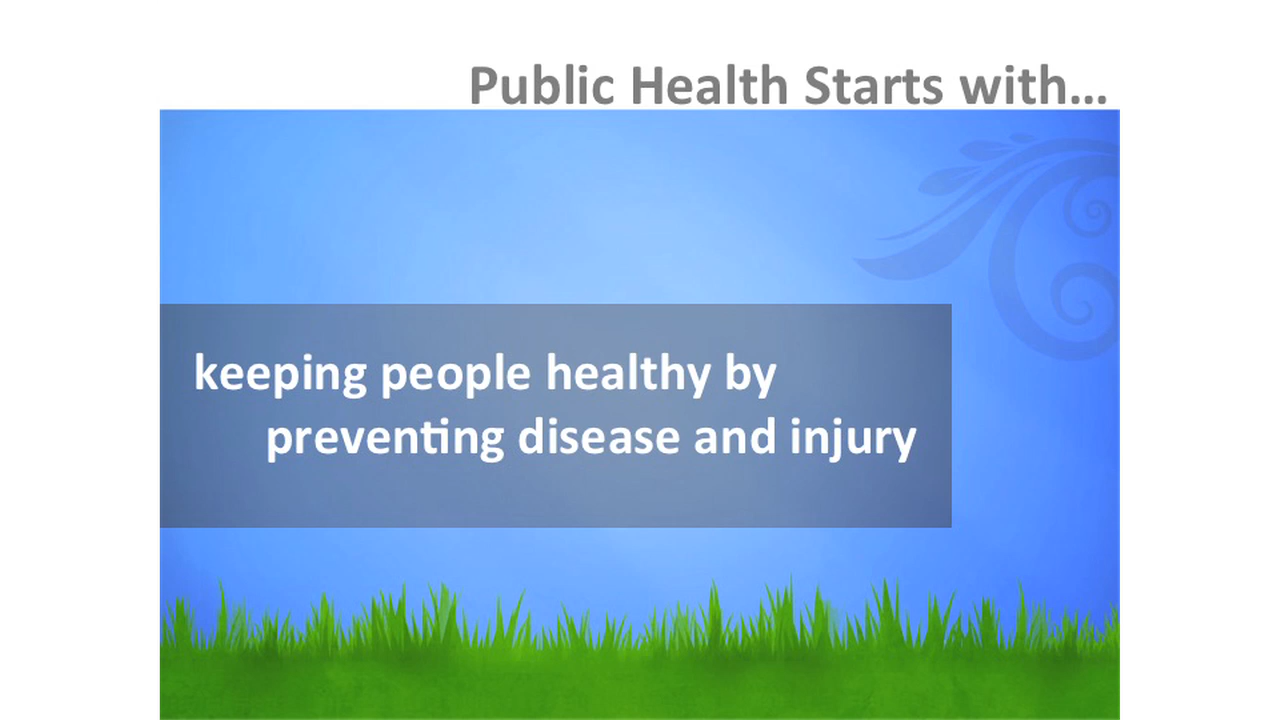 Public Health Starts with...
keeping people healthy by
preventing disease and injury